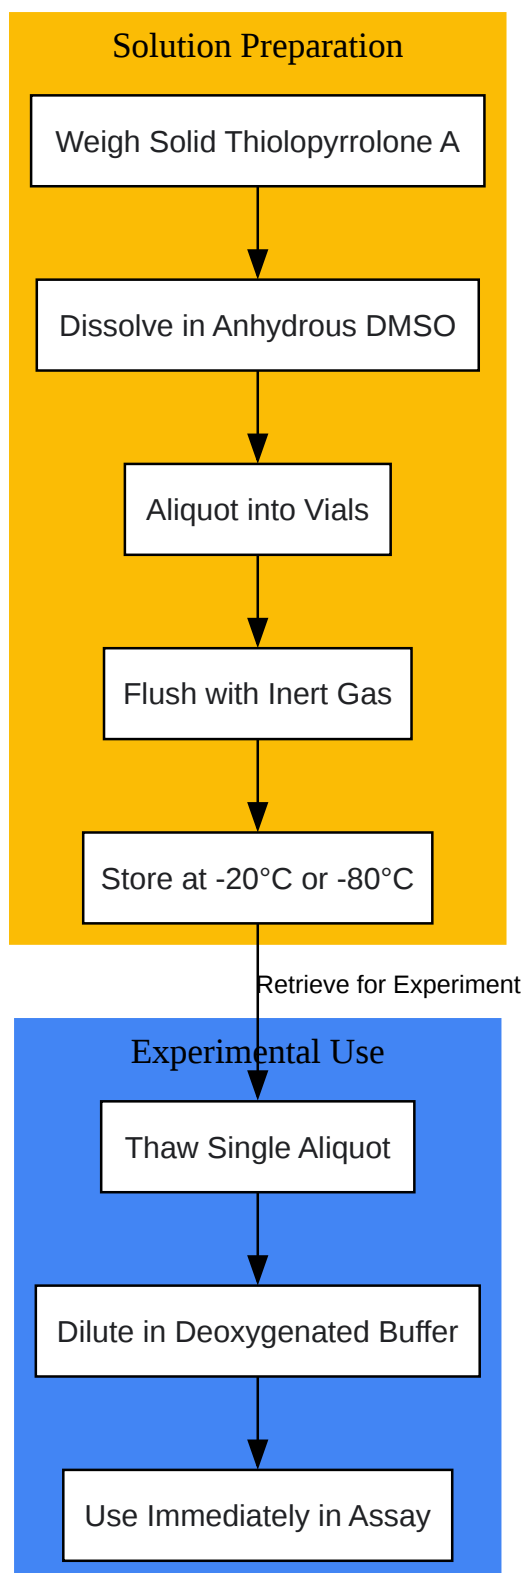 Solution Preparation
Weigh Solid Thiolopyrrolone A
Dissolve in Anhydrous DMSO
Aliquot into Vials
Flush with Inert Gas
Store at -20°C or -80°C
Retrieve for Experiment
Experimental Use
Thaw Single Aliquot
Dilute in Deoxygenated Buffer
Use Immediately in Assay